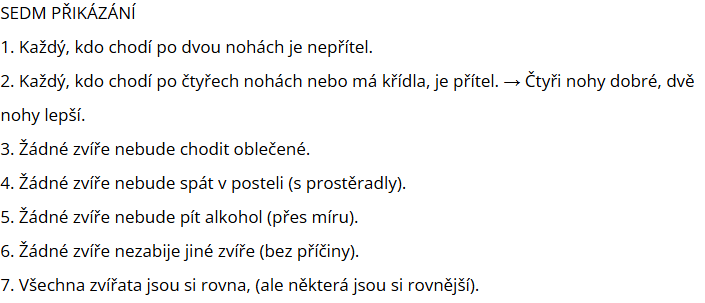 SEDM PŘIKÁZÁNÍ
1. Každý, kdo chodí po dvou nohách je nepřítel.
2. Každý, kdo chodí po čtyřech nohách nebo má křídla, je přítel. → Čtyři nohy dobré, dvě
nohy lepší.
3. Žádné zvíře nebude chodit oblečené.
4. Žádné zvíře nebude spát v posteli (s prostěradly).
5. Žádné zvíře nebude pít alkohol (přes míru).
6. Žádné zvíře nezabije jiné zvíře (bez příčiny).
7. Všechna zvířata jsou si rovna, (ale některá jsou si rovnější).